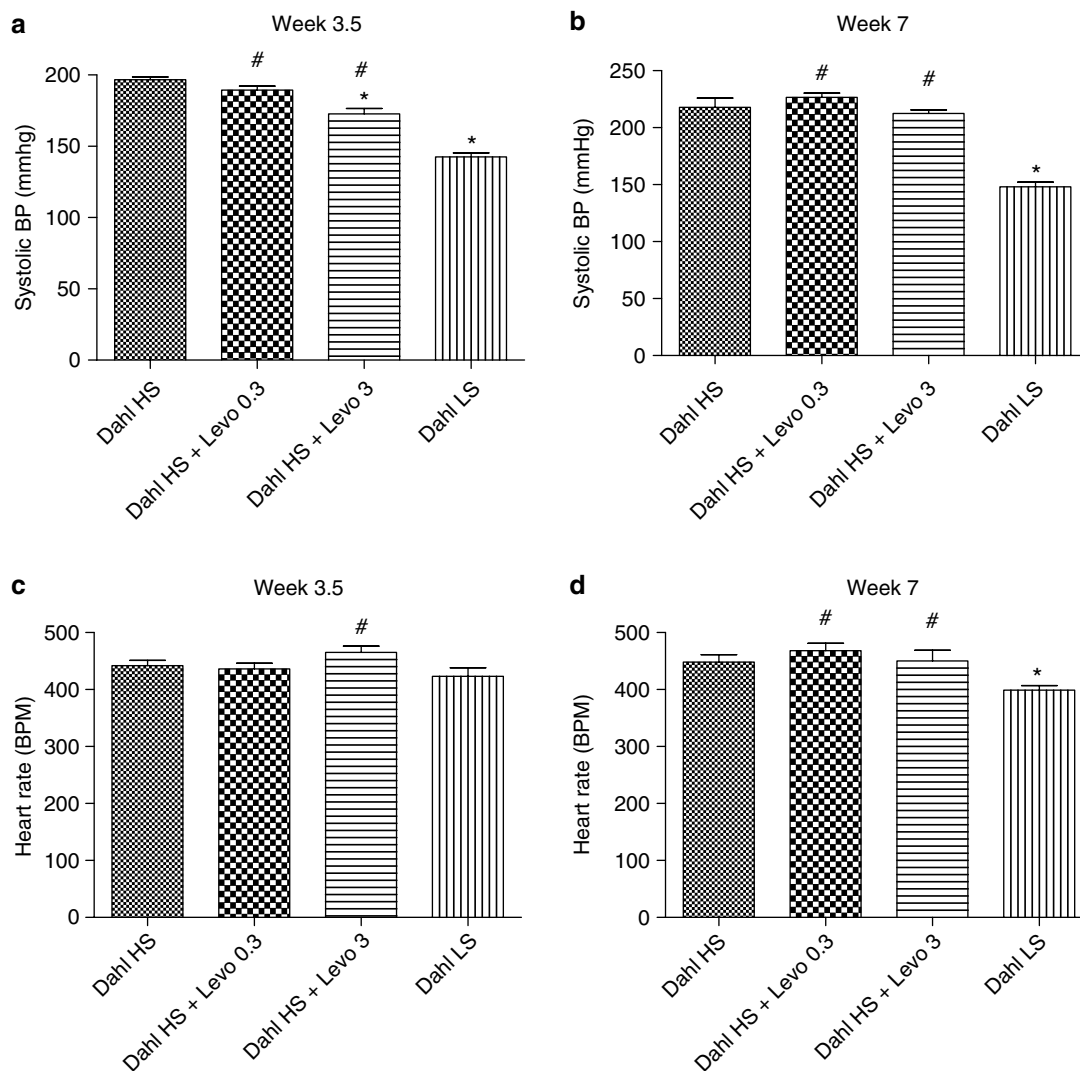 a
Week 3.5
Systolic BP (mmhg)
200
150
100
50
0
#
#
*
*
Dahl HS
Dahl HS + Levo 0.3
Dahl HS + Levo 3
Dahl LS
b
Week 7
Systolic BP (mmHg)
250
200
150
100
50
0
#
#
*
Dahl HS
Dahl HS + Levo 0.3
Dahl HS + Levo 3
Dahl LS
c
Week 3.5
Heart rate (BPM)
500
400
300
200
100
0
#
Dahl HS
Dahl HS + Levo 0.3
Dahl HS + Levo 3
Dahl LS
d
Week 7
Heart rate (BPM)
500
400
300
200
100
0
#
#
*
Dahl HS
Dahl HS + Levo 0.3
Dahl HS + Levo 3
Dahl LS